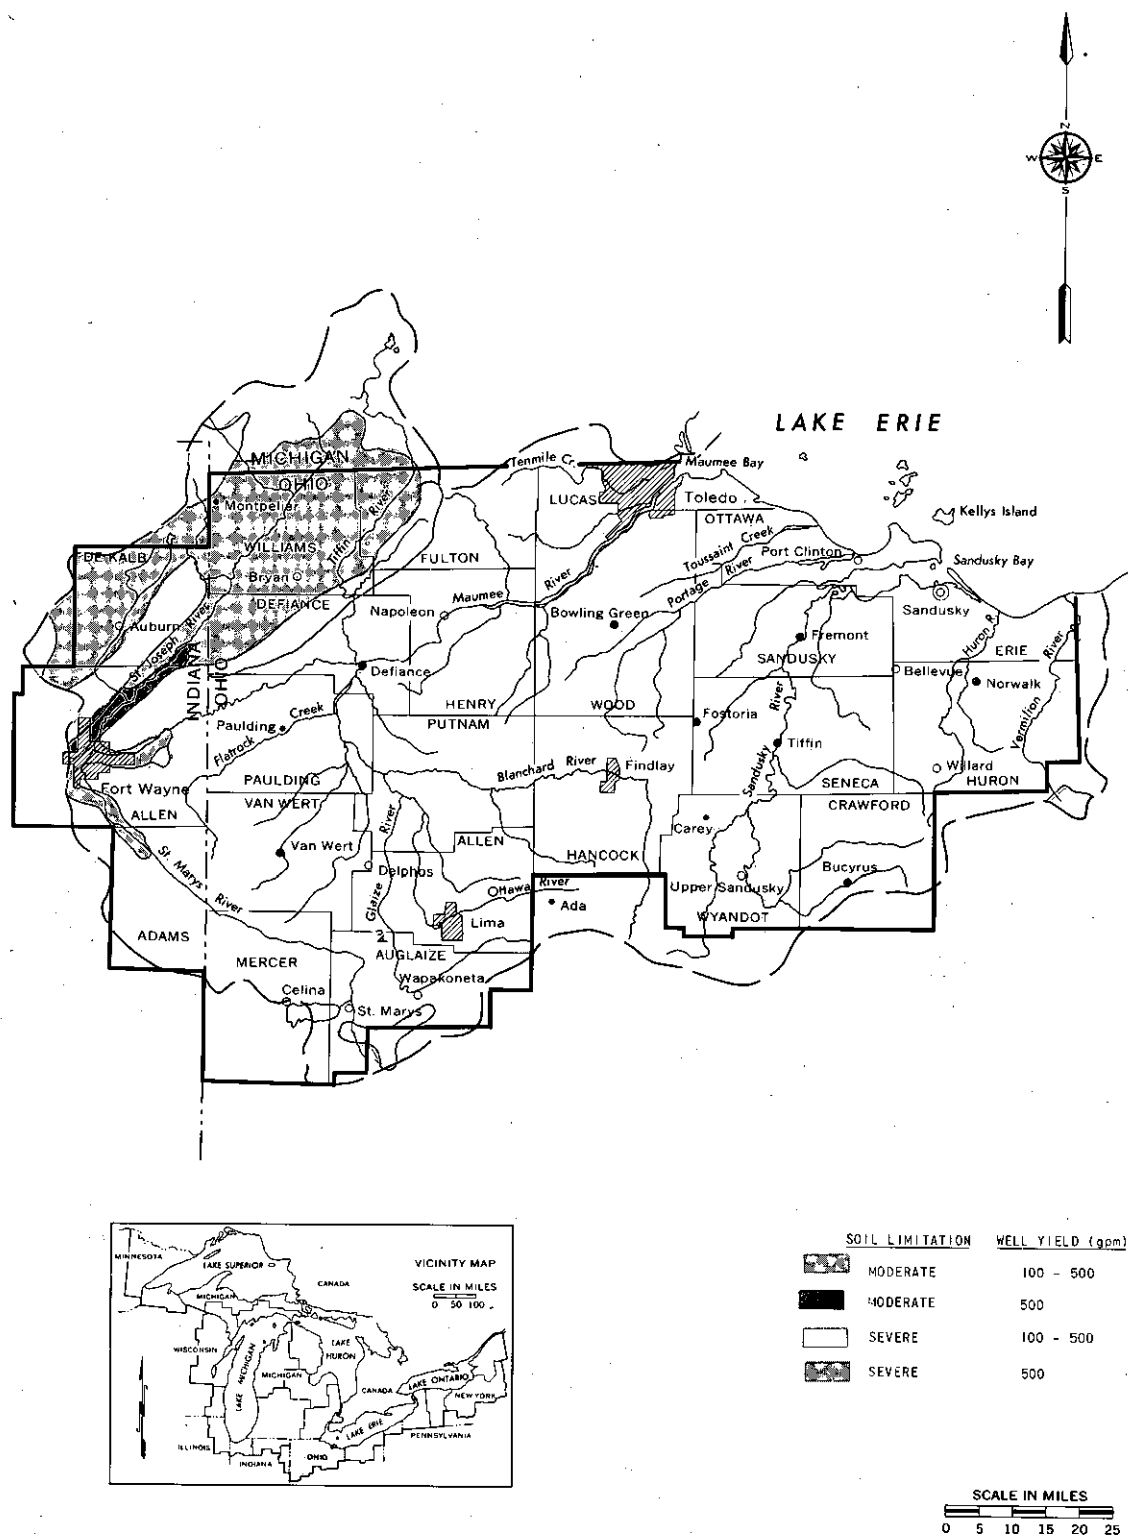 N
W E
S
LAKE ERIE
MICHIGAN
OHIO
Tenmile Cr.
Maumee Bay
LUCAS
Toledo
OTTAWA
Kellys Island
Montpelier
River
DE KALB
WILLIAMS
Tiffin
FULTON
Toussaint Creek
Port Clinton
Sandusky Bay
Bryan
DEFIANCE
Napoleon
Maumee River
Bowling Green
Portage River
Sandusky
Auburn
St. Joseph River
Fremont
SANDUSKY
Huron R.
ERIE
River
INDIANA
OHIO
Defiance
Bellevue
Norwalk
HENRY
WOOD
River
Paulding
Creek
Flatrock
PUTNAM
Fostoria
Vermilion
Tiffin
Sandusky
Blanchard River
Findlay
Willard
HURON
Fort Wayne
ALLEN
PAULDING
VAN WERT
SENECA
CRAWFORD
River
Carey
ALLEN
HANCOCK
Van Wert
St. Marys River
Delphos
Glaize
Ottawa River
Upper Sandusky
Bucyrus
Ada
Lima
WYANDOT
ADAMS
MERCER
AUGLAIZE
Wapakoneta
Celina
St. Marys
VICINITY MAP
SCALE IN MILES
0 50 100
MINNESOTA
LAKE SUPERIOR
CANADA
MICHIGAN
WISCONSIN
LAKE MICHIGAN
LAKE HURON
MICHIGAN
CANADA
LAKE ONTARIO
NEW YORK
LAKE ERIE
PENNSYLVANIA
ILLINOIS
INDIANA
OHIO
SOIL LIMITATION WELL YIELD (gpm)
MODERATE 100 - 500
MODERATE 500
SEVERE 100 - 500
SEVERE 500
SCALE IN MILES
0 5 10 15 20 25